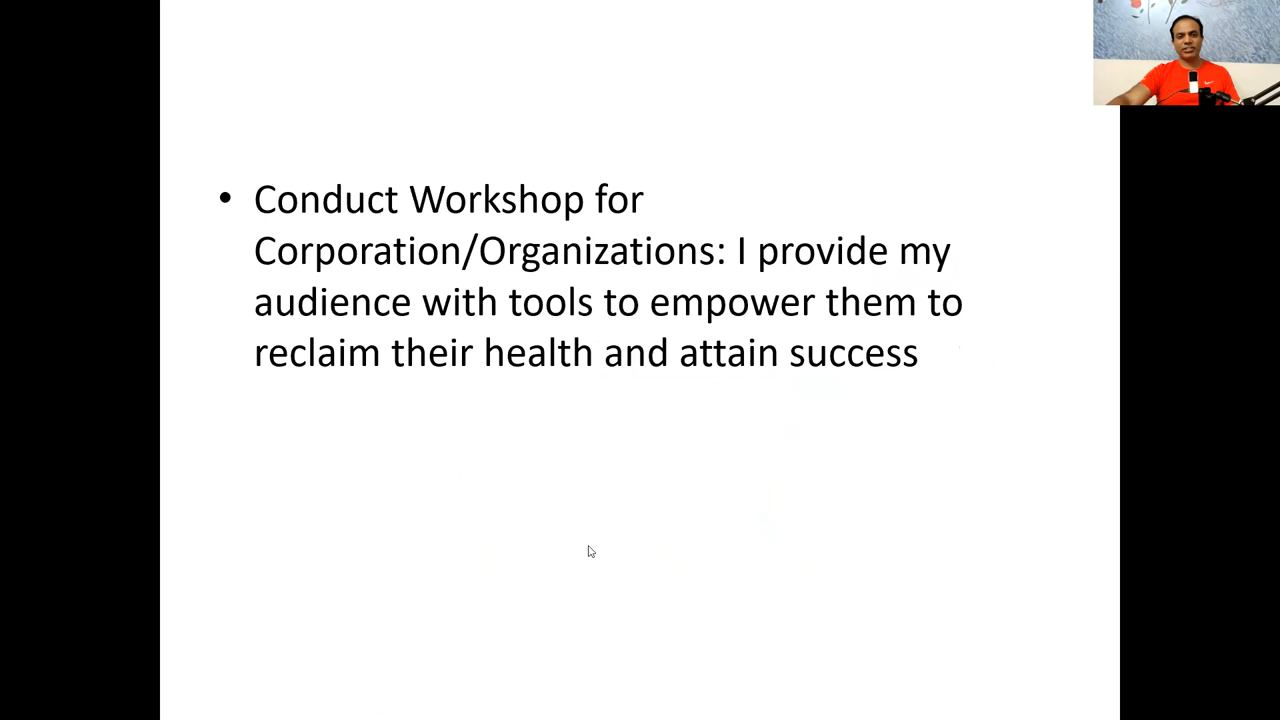 • Conduct Workshop for
Corporation/Organizations: I provide my
audience with tools to empower them to
reclaim their health and attain success